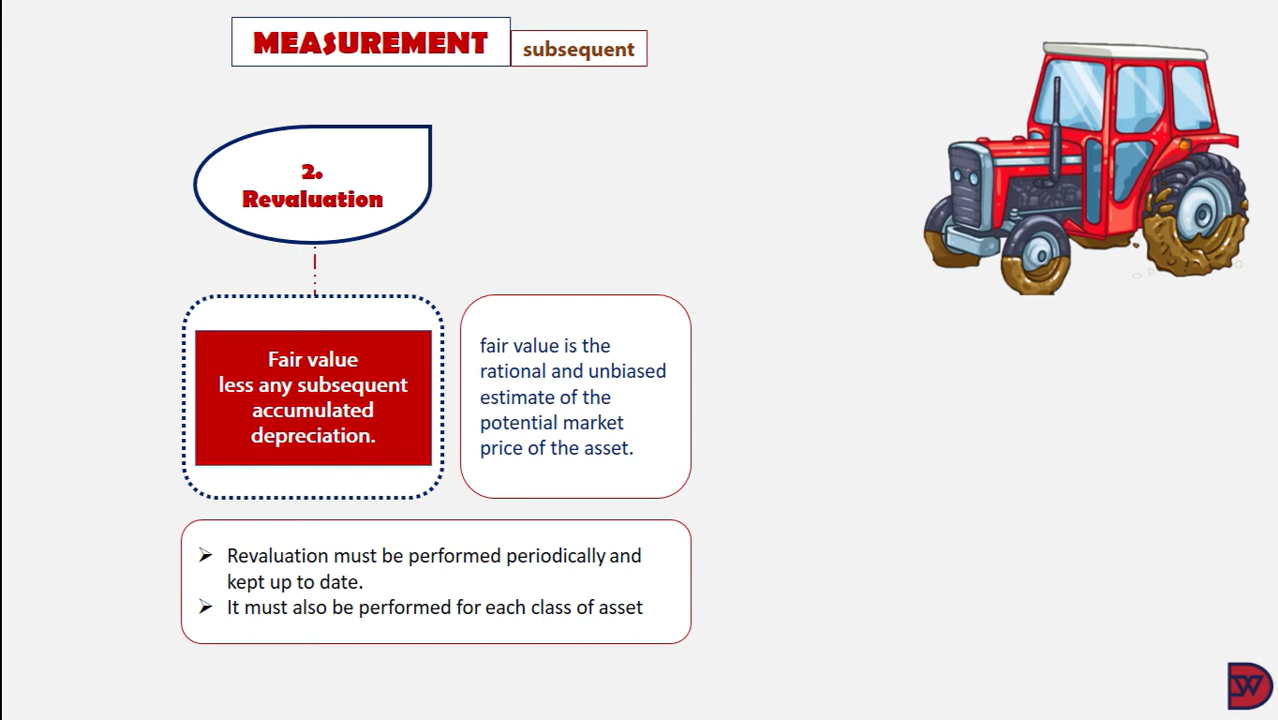 MEASUREMENT
subsequent
2.
Revaluation
Fair value
less any subsequent
accumulated
depreciation.
fair value is the
rational and unbiased
estimate of the
potential market
price of the asset.
➢ Revaluation must be performed periodically and
kept up to date.
➢ It must also be performed for each class of asset
DW